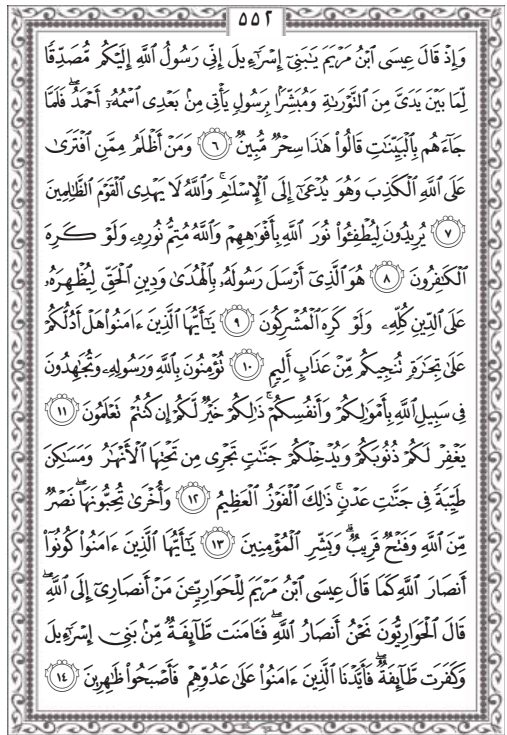 ٥٥٢
وَإِذْ قَالَ عِيسَى ٱبْنُ مَرْيَمَ يَٰبَنِىٓ إِسْرَٰٓءِيلَ إِنِّى رَسُولُ ٱللَّهِ إِلَيْكُم مُّصَدِّقًا
لِّمَا بَيْنَ يَدَىَّ مِنَ ٱلتَّوْرَىٰةِ وَمُبَشِّرًۢا بِرَسُولٍ يَأْتِى مِنۢ بَعْدِى ٱسْمُهُۥٓ أَحْمَدُ ۖ فَلَمَّا
جَآءَهُم بِٱلْبَيِّنَٰتِ قَالُوا۟ هَٰذَا سِحْرٌ مُّبِينٌ ٦ وَمَنْ أَظْلَمُ مِمَّنِ ٱفْتَرَىٰ
عَلَى ٱللَّهِ ٱلْكَذِبَ وَهُوَ يُدْعَىٰٓ إِلَى ٱلْإِسْلَٰمِ ۚ وَٱللَّهُ لَا يَهْدِى ٱلْقَوْمَ ٱلظَّٰلِمِينَ
٧ يُرِيدُونَ لِيُطْفِـُٔوا۟ نُورَ ٱللَّهِ بِأَفْوَٰهِهِمْ وَٱللَّهُ مُتِمُّ نُورِهِۦ وَلَوْ كَرِهَ
ٱلْكَٰفِرُونَ ٨ هُوَ ٱلَّذِىٓ أَرْسَلَ رَسُولَهُۥ بِٱلْهُدَىٰ وَدِينِ ٱلْحَقِّ لِيُظْهِرَهُۥ
عَلَى ٱلدِّينِ كُلِّهِۦ وَلَوْ كَرِهَ ٱلْمُشْرِكُونَ ٩ يَٰٓأَيُّهَا ٱلَّذِينَ ءَامَنُوا۟ هَلْ أَدُلُّكُمْ
عَلَىٰ تِجَٰرَةٍ تُنجِيكُم مِّنْ عَذَابٍ أَلِيمٍ ١٠ تُؤْمِنُونَ بِٱللَّهِ وَرَسُولِهِۦ وَتُجَٰهِدُونَ
فِى سَبِيلِ ٱللَّهِ بِأَمْوَٰلِكُمْ وَأَنفُسِكُمْ ۚ ذَٰلِكُمْ خَيْرٌ لَّكُمْ إِن كُنتُمْ تَعْلَمُونَ ١١
يَغْفِرْ لَكُمْ ذُنُوبَكُمْ وَيُدْخِلْكُمْ جَنَّٰتٍ تَجْرِى مِن تَحْتِهَا ٱلْأَنْهَٰرُ وَمَسَٰكِنَ
طَيِّبَةً فِى جَنَّٰتِ عَدْنٍ ۚ ذَٰلِكَ ٱلْفَوْزُ ٱلْعَظِيمُ ١٢ وَأُخْرَىٰ تُحِبُّونَهَا ۖ نَصْرٌ
مِّنَ ٱللَّهِ وَفَتْحٌ قَرِيبٌ ۗ وَبَشِّرِ ٱلْمُؤْمِنِينَ ١٣ يَٰٓأَيُّهَا ٱلَّذِينَ ءَامَنُوا۟ كُونُوٓا۟
أَنصَارَ ٱللَّهِ كَمَا قَالَ عِيسَى ٱبْنُ مَرْيَمَ لِلْحَوَارِيِّـۧنَ مَنْ أَنصَارِىٓ إِلَى ٱللَّهِ ۖ
قَالَ ٱلْحَوَارِيُّونَ نَحْنُ أَنصَارُ ٱللَّهِ ۖ فَـَٔامَنَت طَّآئِفَةٌ مِّنۢ بَنِىٓ إِسْرَٰٓءِيلَ
وَكَفَرَت طَّآئِفَةٌ ۖ فَأَيَّدْنَا ٱلَّذِينَ ءَامَنُوا۟ عَلَىٰ عَدُوِّهِمْ فَأَصْبَحُوا۟ ظَٰهِرِينَ ١٤